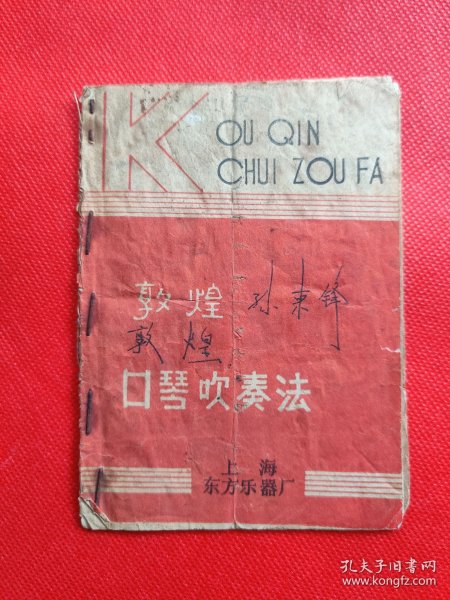 KOU QIN
CHUI ZOU FA
敦煌 孙東锋
敦煌
口琴吹奏法
上海
东方乐器厂
孔夫子旧书网
www.kongfz.com